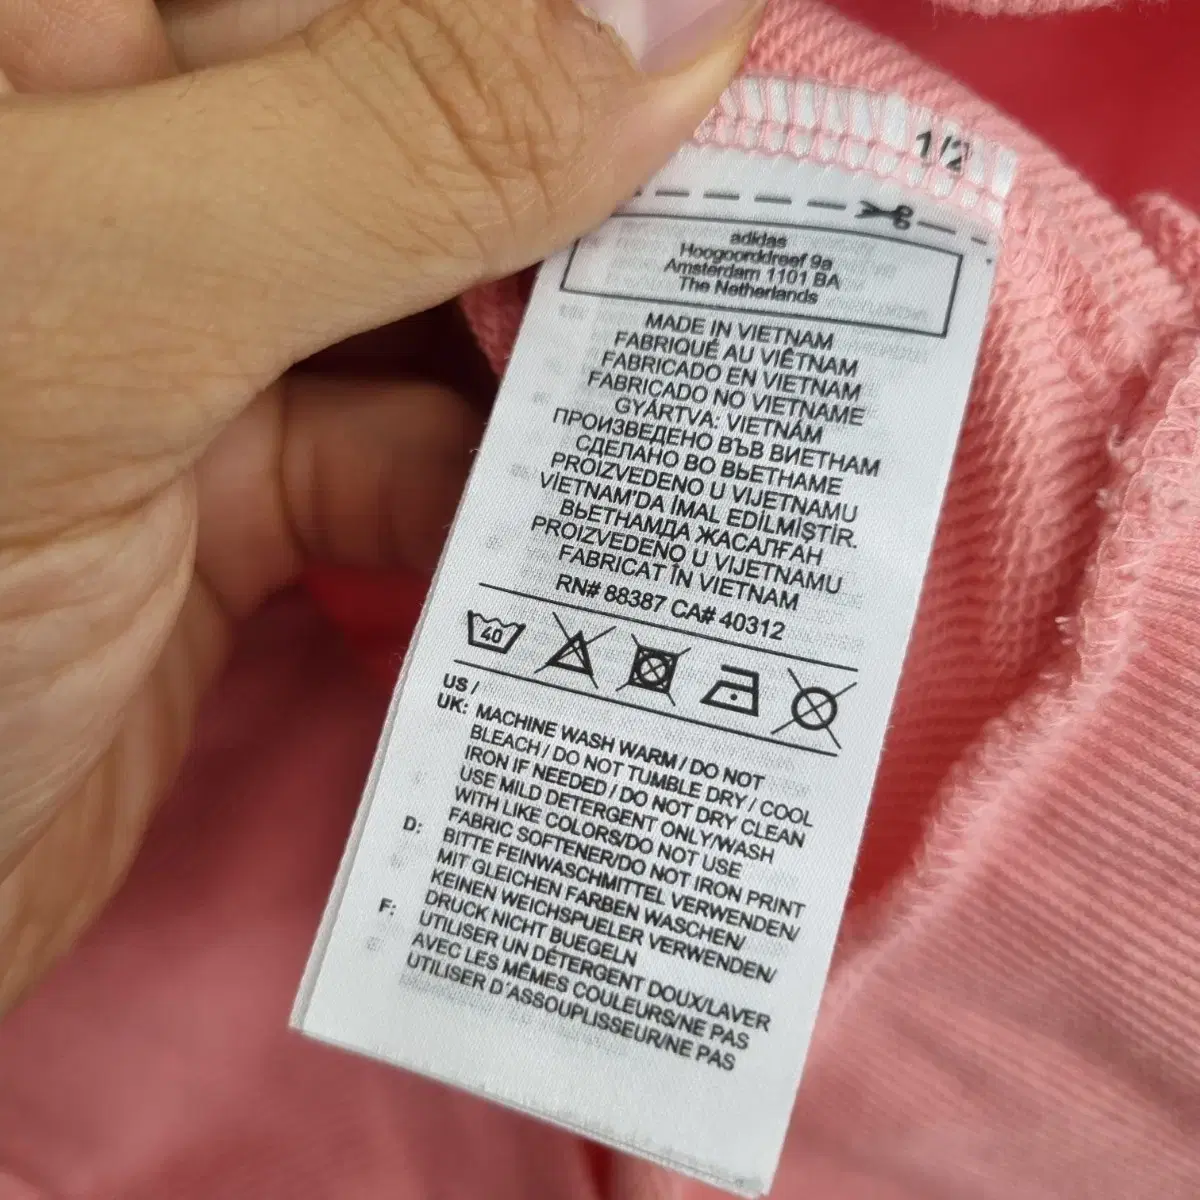 1/2
adidas
Hoogoorddreef 9a
Amsterdam 1101 BA
The Netherlands
MADE IN VIETNAM
FABRIQUÉ AU VIÊTNAM
FABRICADO EN VIETNAM
FABRICADO NO VIETNAME
GYÁRTVA: VIETNÁM
ПРОИЗВЕДЕНО ВЪВ ВИЕТНАМ
СДЕЛАНО ВО ВЬЕТНАМЕ
PROIZVEDENO U VIJETNAMU
VİETNAM'DA İMAL EDİLMİŞTİR.
ВЬЕТНАМДА ЖАСАЛҒАН
PROIZVEDENO U VIJETNAMU
FABRICAT ÎN VIETNAM
RN# 88387 CA# 40312
40
US /
UK: MACHINE WASH WARM / DO NOT
BLEACH / DO NOT TUMBLE DRY / COOL
IRON IF NEEDED / DO NOT DRY CLEAN
USE MILD DETERGENT ONLY/WASH
WITH LIKE COLORS/DO NOT USE
FABRIC SOFTENER/DO NOT IRON PRINT
D: BITTE FEINWASCHMITTEL VERWENDEN/
MIT GLEICHEN FARBEN WASCHEN/
KEINEN WEICHSPUELER VERWENDEN/
DRUCK NICHT BUEGELN
F: UTILISER UN DÉTERGENT DOUX/LAVER
AVEC LES MÊMES COULEURS/NE PAS
UTILISER D'ASSOUPLISSEUR/NE PAS